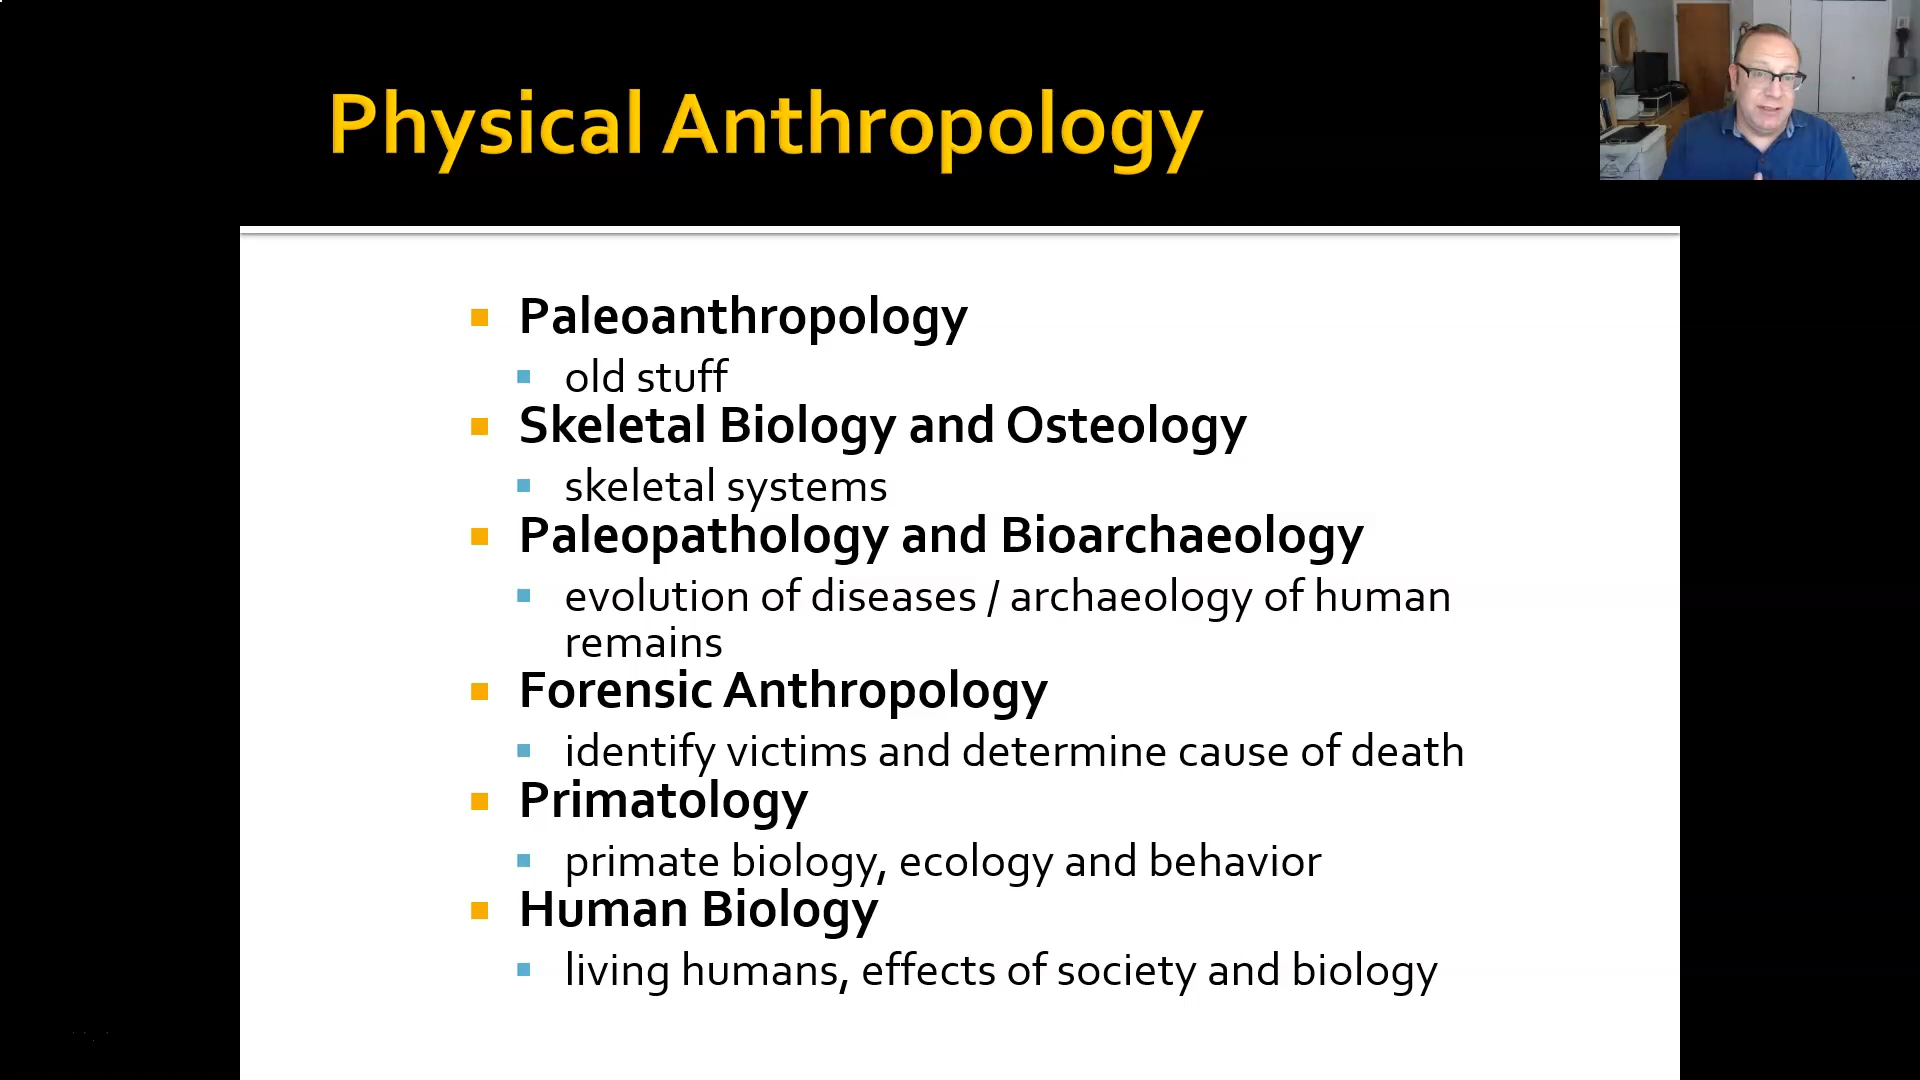 Physical Anthropology
Paleoanthropology
old stuff
Skeletal Biology and Osteology
skeletal systems
Paleopathology and Bioarchaeology
evolution of diseases / archaeology of human
remains
Forensic Anthropology
identify victims and determine cause of death
Primatology
primate biology, ecology and behavior
Human Biology
living humans, effects of society and biology